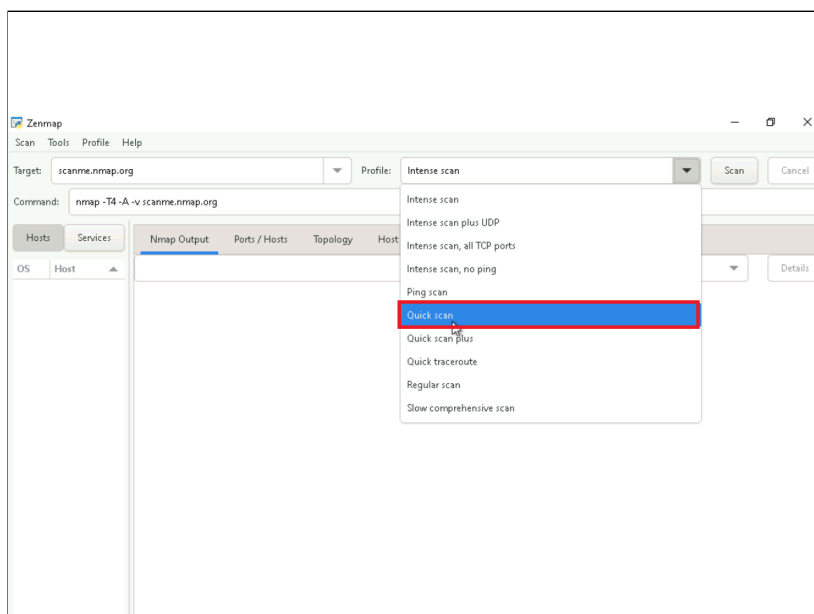 Zenmap
Scan Tools Profile Help
Target: scanme.nmap.org Profile: Intense scan Scan Cancel
Command: nmap -T4 -A -v scanme.nmap.org
Intense scan
Intense scan plus UDP
Intense scan, all TCP ports
Intense scan, no ping
Ping scan
Quick scan
Quick scan plus
Quick traceroute
Regular scan
Slow comprehensive scan
Hosts Services Nmap Output Ports / Hosts Topology Host
OS Host Details